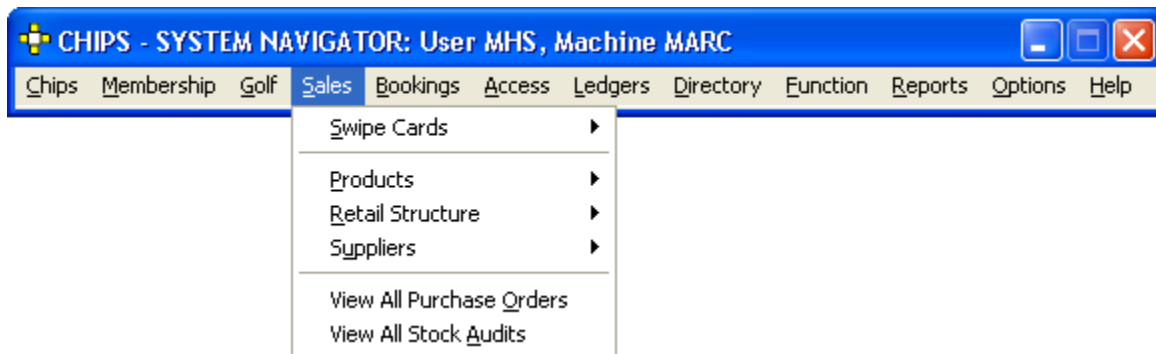 CHIPS - SYSTEM NAVIGATOR: User MHS, Machine MARC
Chips Membership Golf Sales Bookings Access Ledgers Directory Function Reports Options Help
Swipe Cards
Products
Retail Structure
Suppliers
View All Purchase Orders
View All Stock Audits